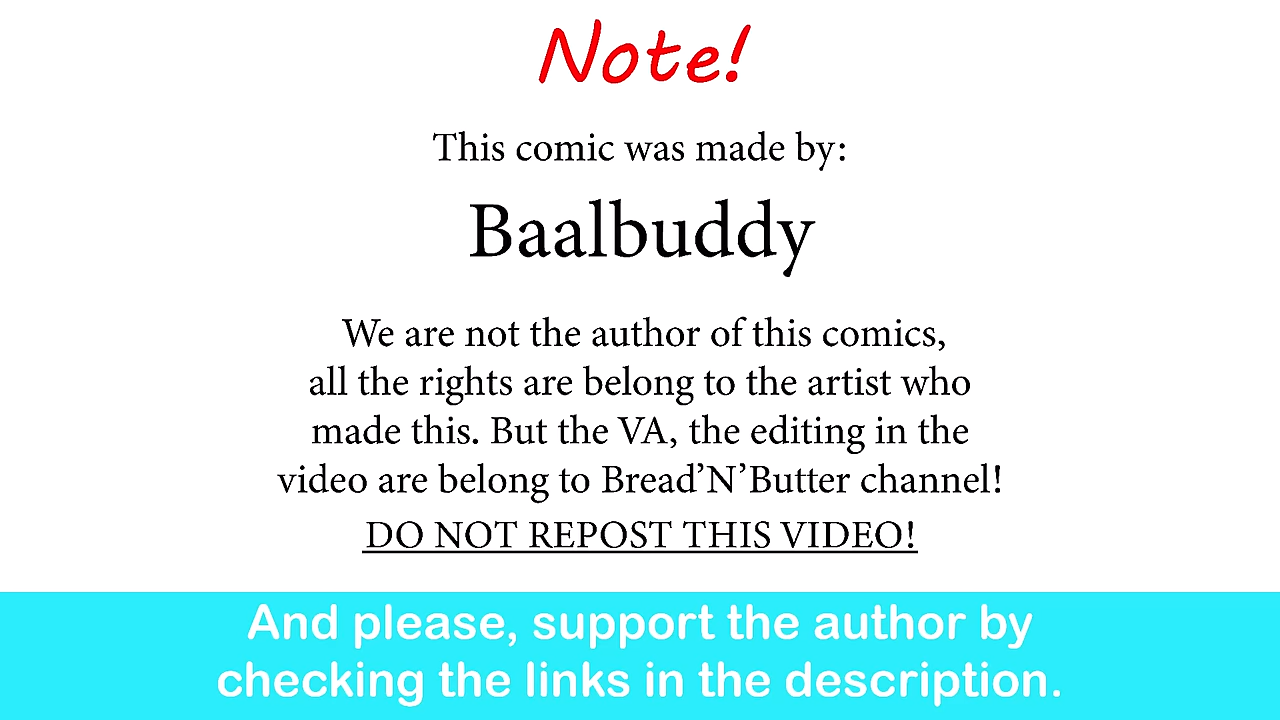 Note!
This comic was made by:
Baalbuddy
We are not the author of this comics,
all the rights are belong to the artist who
made this. But the VA, the editing in the
video are belong to Bread’N’Butter channel!
DO NOT REPOST THIS VIDEO!
And please, support the author by
checking the links in the description.